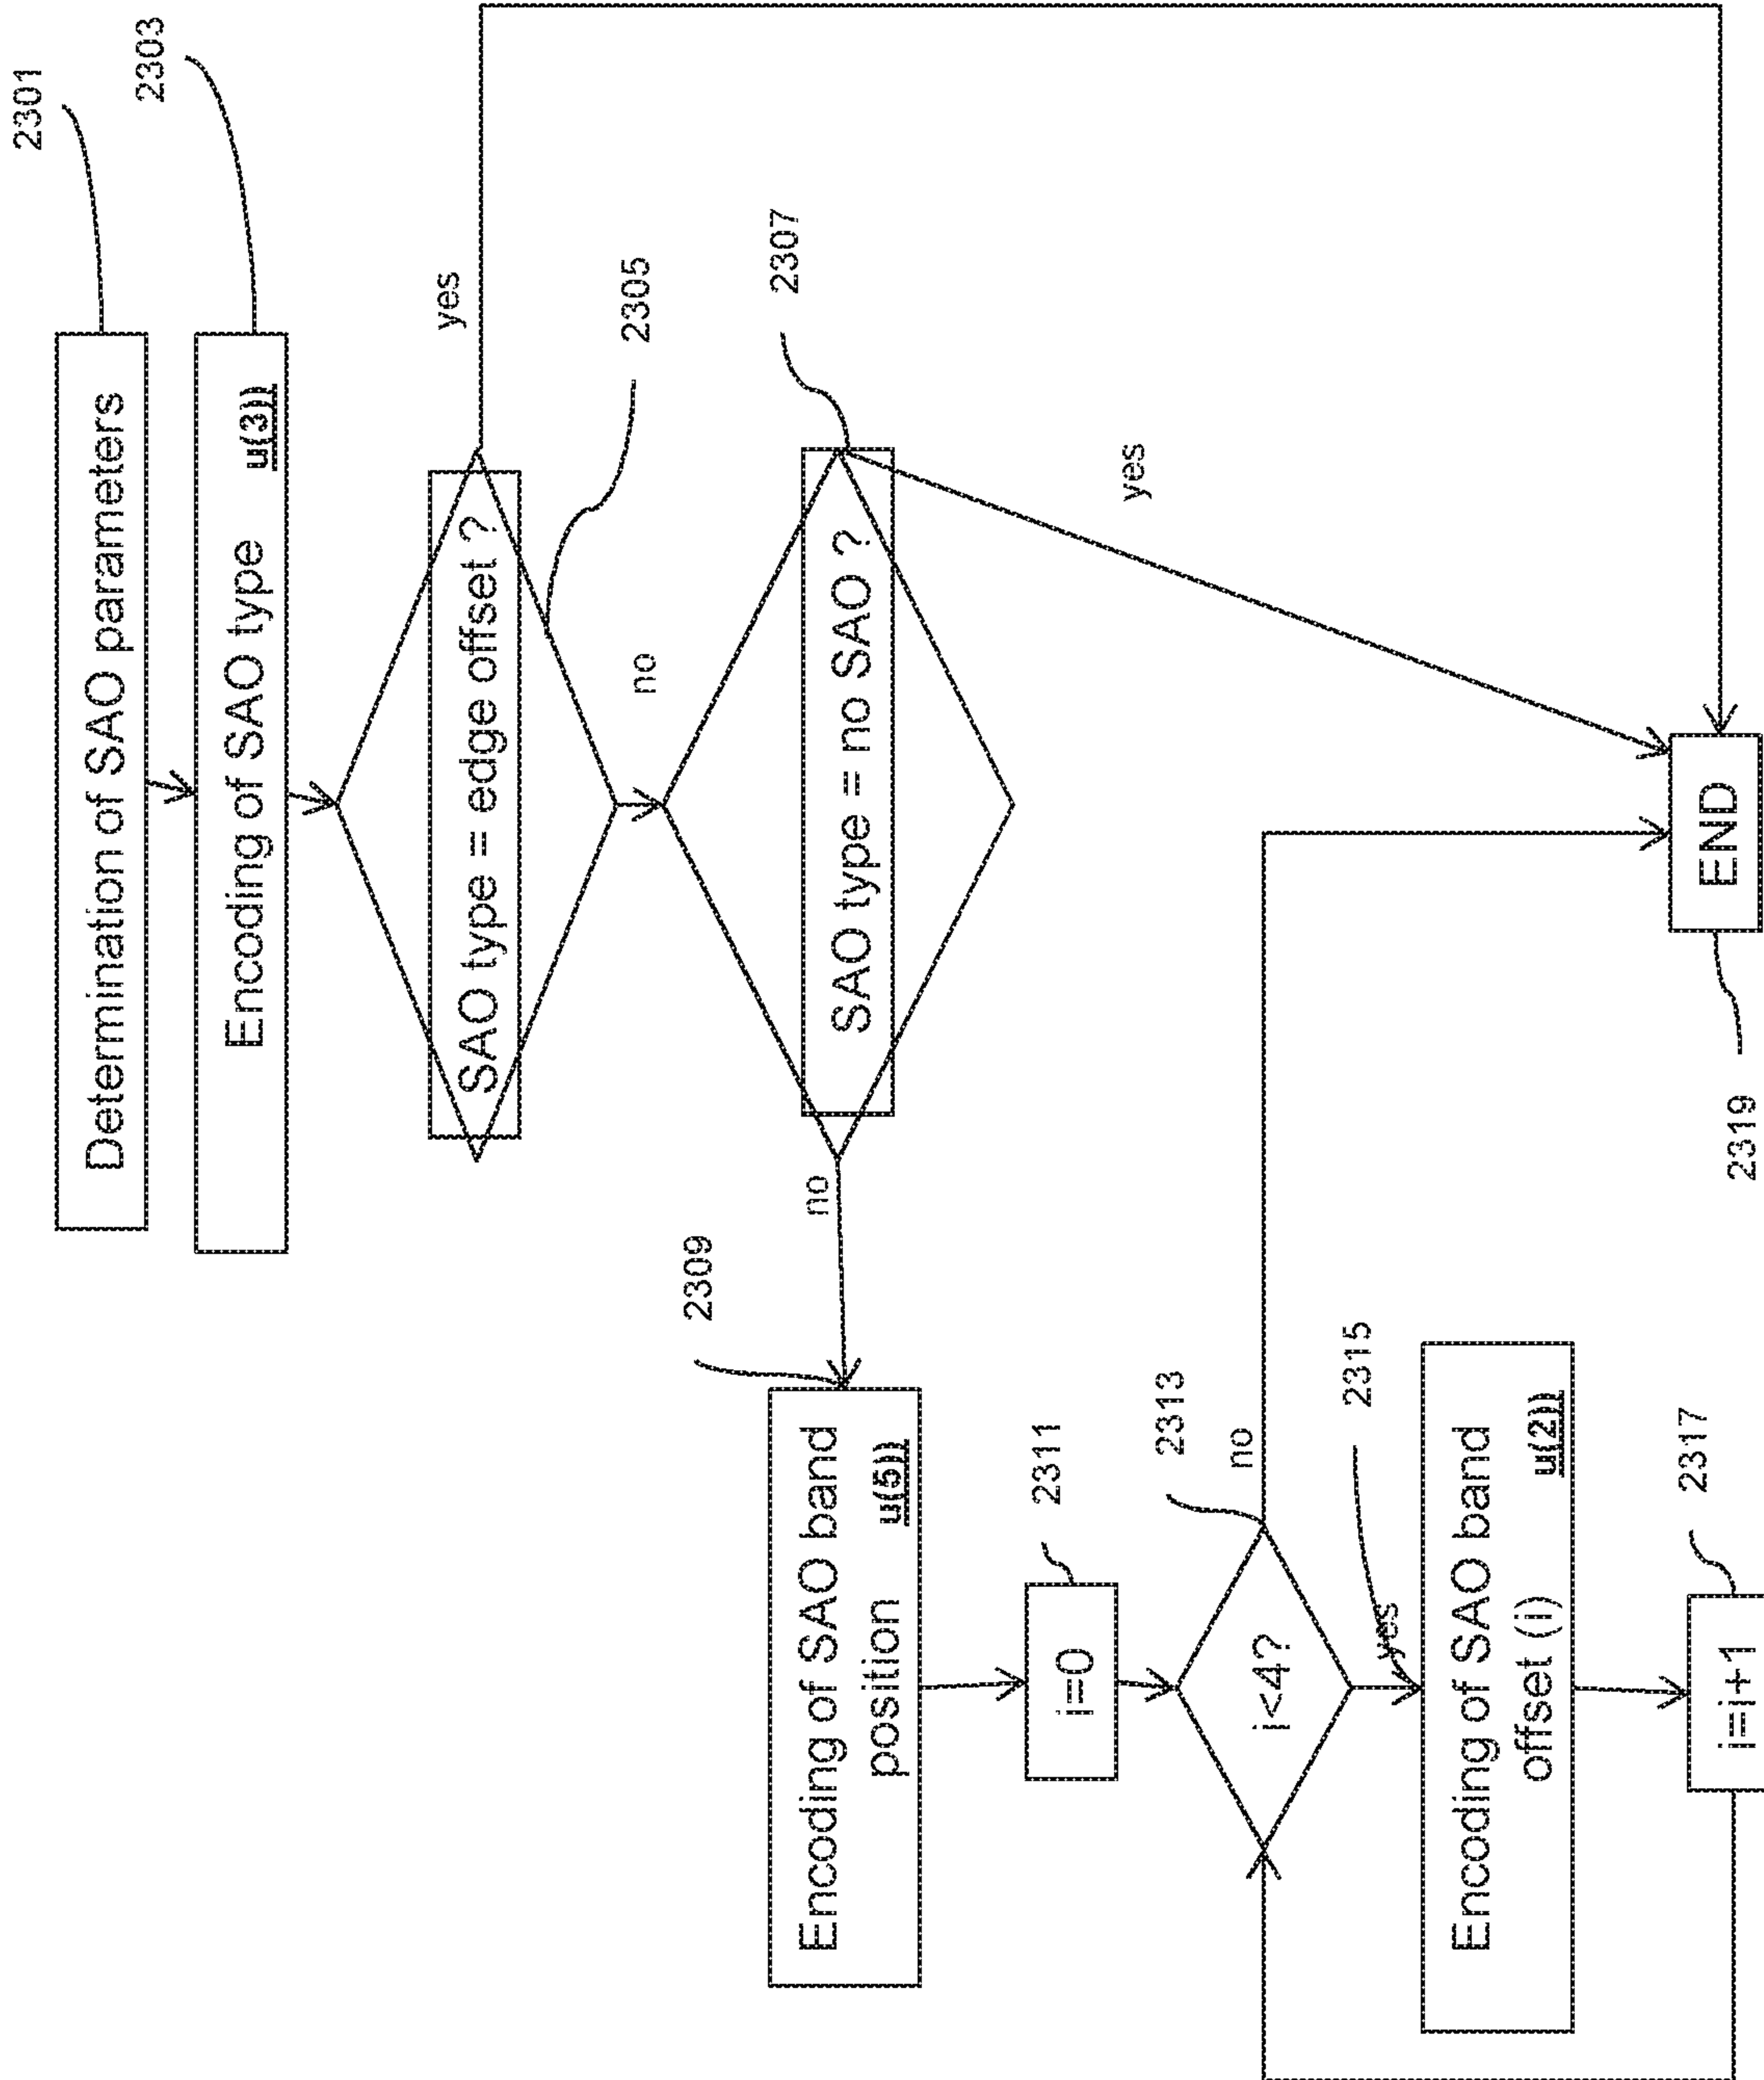 2301
Determination of SAO parameters
2303
Encoding of SAO type u(3))
yes
SAO type = edge offset ?
2305
no
2307
SAO type = no SAO ?
yes
no
2309
Encoding of SAO band
position u(5))
2311
i=0
2313
i<4?
no
yes
2315
Encoding of SAO band
offset (i) u(2))
2317
i=i+1
END
2319